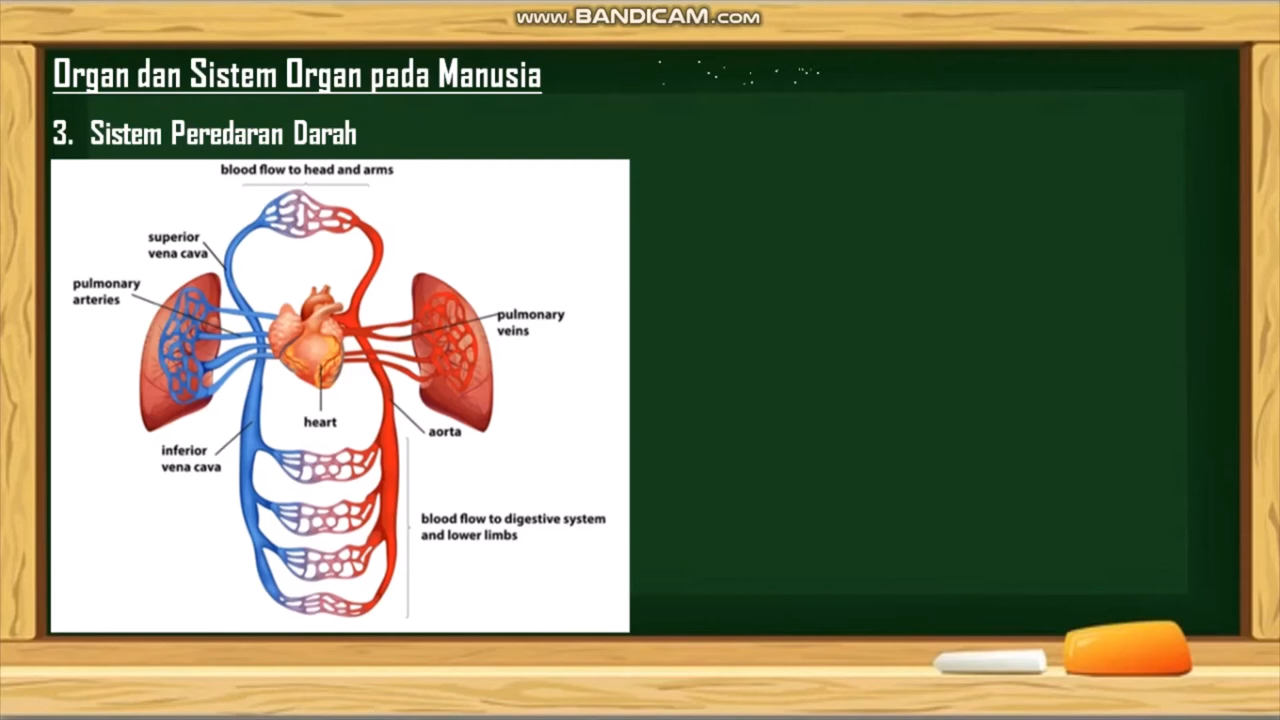 www.BANDICAM.com
Organ dan Sistem Organ pada Manusia
3. Sistem Peredaran Darah
blood flow to head and arms
superior
vena cava
pulmonary
arteries
pulmonary
veins
heart
aorta
inferior
vena cava
blood flow to digestive system
and lower limbs